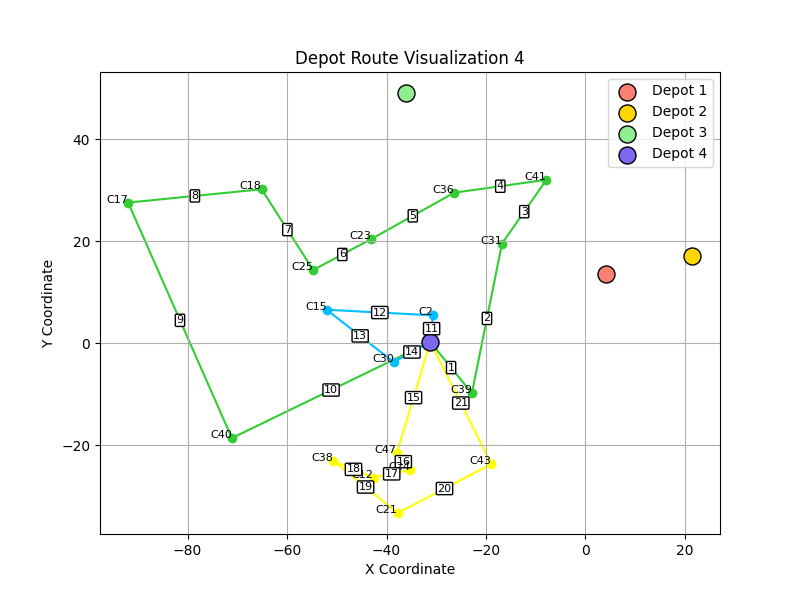 Depot Route Visualization 4
Depot 1
Depot 2
Depot 3
Depot 4
Y Coordinate
40
20
0
−20
C41
C36
4
C18
C17
8
3
5
C23
C31
7
6
C25
C15
12
C2
9
2
11
13
C30
14
1
10
C39
15
21
C40
C47
C38
16
C43
18
17
C12
19
20
C21
−80
−60
−40
−20
0
20
X Coordinate